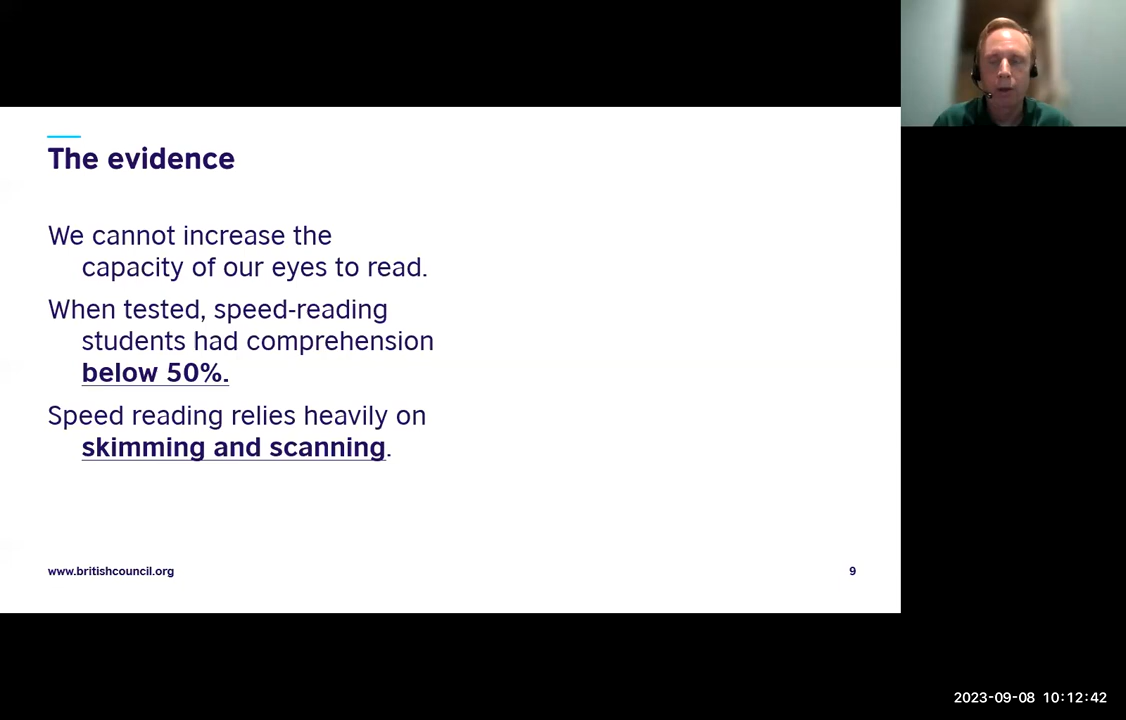 The evidence
We cannot increase the
capacity of our eyes to read.
When tested, speed-reading
students had comprehension
below 50%.
Speed reading relies heavily on
skimming and scanning.
www.britishcouncil.org
9
2023-09-08 10:12:42